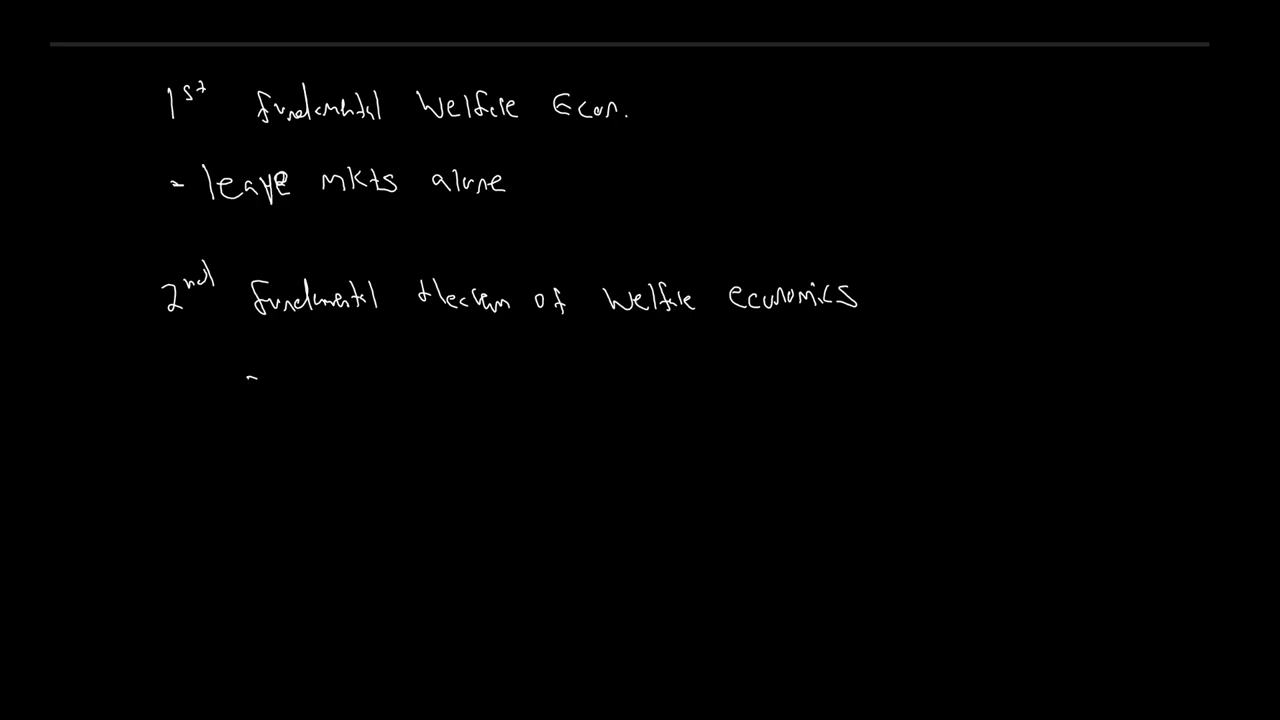 1st Fundamental Welfare Econ.
- leave mkts alone
2nd Fundamental theorem of Welfare economics
-